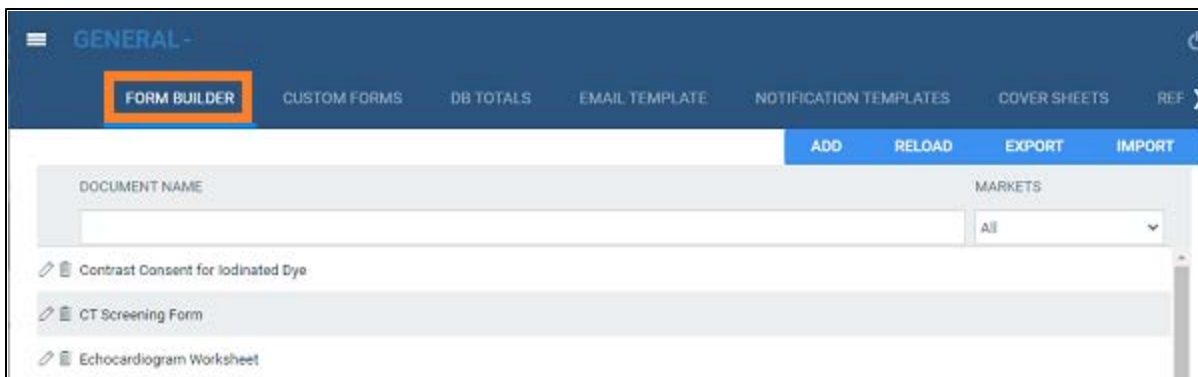 GENERAL-
FORM BUILDER CUSTOM FORMS DB TOTALS EMAIL TEMPLATE NOTIFICATION TEMPLATES COVER SHEETS REF
ADD RELOAD EXPORT IMPORT
DOCUMENT NAME MARKETS
All
Contrast Consent for Iodinated Dye
CT Screening Form
Echocardiogram Worksheet